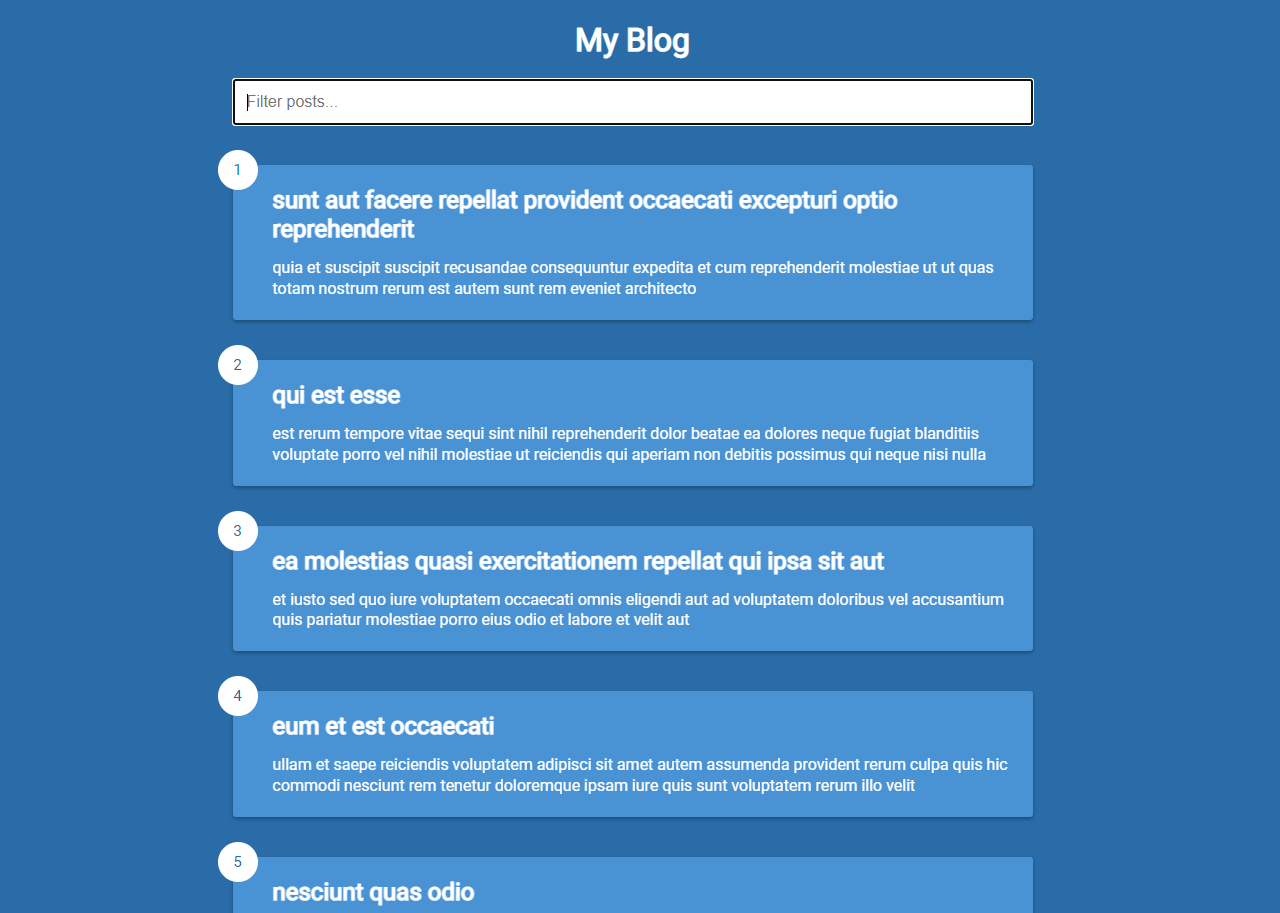 My Blog
Filter posts...
1
sunt aut facere repellat provident occaecati excepturi optio
reprehenderit
quia et suscipit suscipit recusandae consequuntur expedita et cum reprehenderit molestiae ut ut quas
totam nostrum rerum est autem sunt rem eveniet architecto
2
qui est esse
est rerum tempore vitae sequi sint nihil reprehenderit dolor beatae ea dolores neque fugiat blanditiis
voluptate porro vel nihil molestiae ut reiciendis qui aperiam non debitis possimus qui neque nisi nulla
3
ea molestias quasi exercitationem repellat qui ipsa sit aut
et iusto sed quo iure voluptatem occaecati omnis eligendi aut ad voluptatem doloribus vel accusantium
quis pariatur molestiae porro eius odio et labore et velit aut
4
eum et est occaecati
ullam et saepe reiciendis voluptatem adipisci sit amet autem assumenda provident rerum culpa quis hic
commodi nesciunt rem tenetur doloremque ipsam iure quis sunt voluptatem rerum illo velit
5
nesciunt quas odio